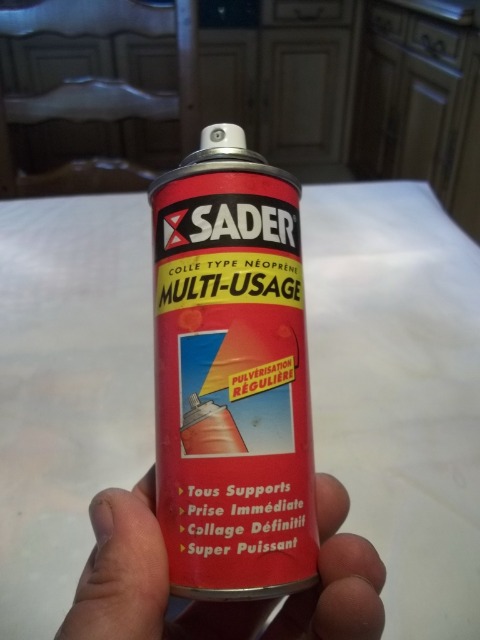 SADER
COLLE TYPE NÉOPRÈNE
MULTI-USAGE
PULVÉRISATION
RÉGULIÈRE
Tous Supports
Prise Immédiate
Collage Définitif
Super Puissant